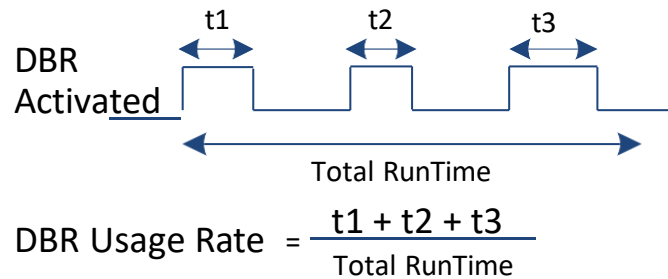 t1 t2 t3
DBR
Activated
Total RunTime
DBR Usage Rate = t1 + t2 + t3
Total RunTime